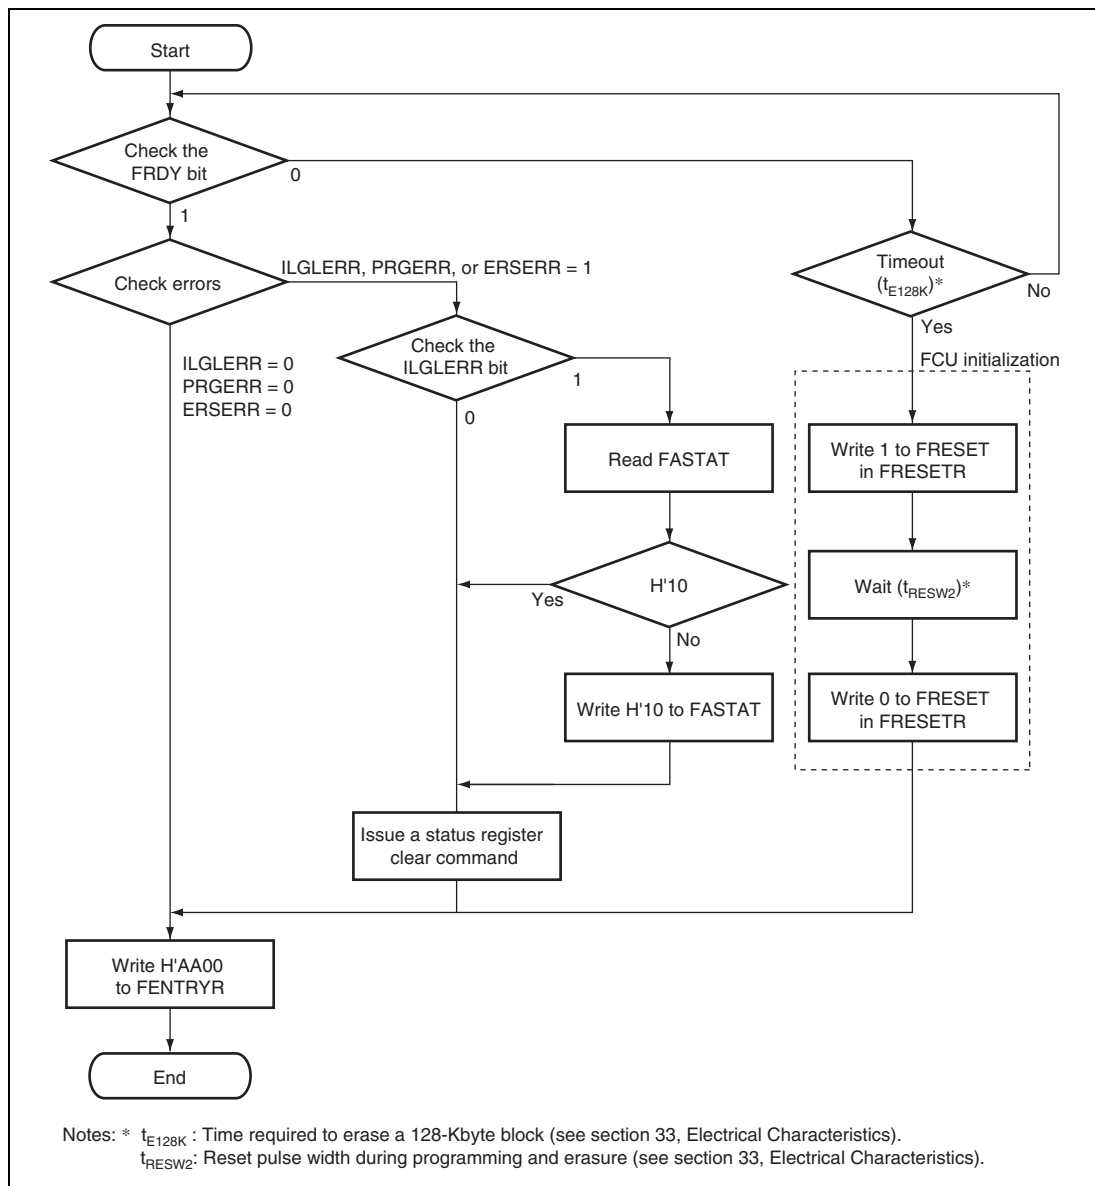 Start
Check the
FRDY bit
0
1
Check errors
ILGLERR, PRGERR, or ERSERR = 1
Timeout
(tE128K)*
No
Yes
ILGLERR = 0
PRGERR = 0
ERSERR = 0
Check the
ILGLERR bit
1
0
FCU initialization
Read FASTAT
Write 1 to FRESET
in FRESETR
H'10
Yes
No
Wait (tRESW2)*
Write H'10 to FASTAT
Write 0 to FRESET
in FRESETR
Issue a status register
clear command
Write H'AA00
to FENTRYR
End
Notes: * tE128K : Time required to erase a 128-Kbyte block (see section 33, Electrical Characteristics).
tRESW2: Reset pulse width during programming and erasure (see section 33, Electrical Characteristics).